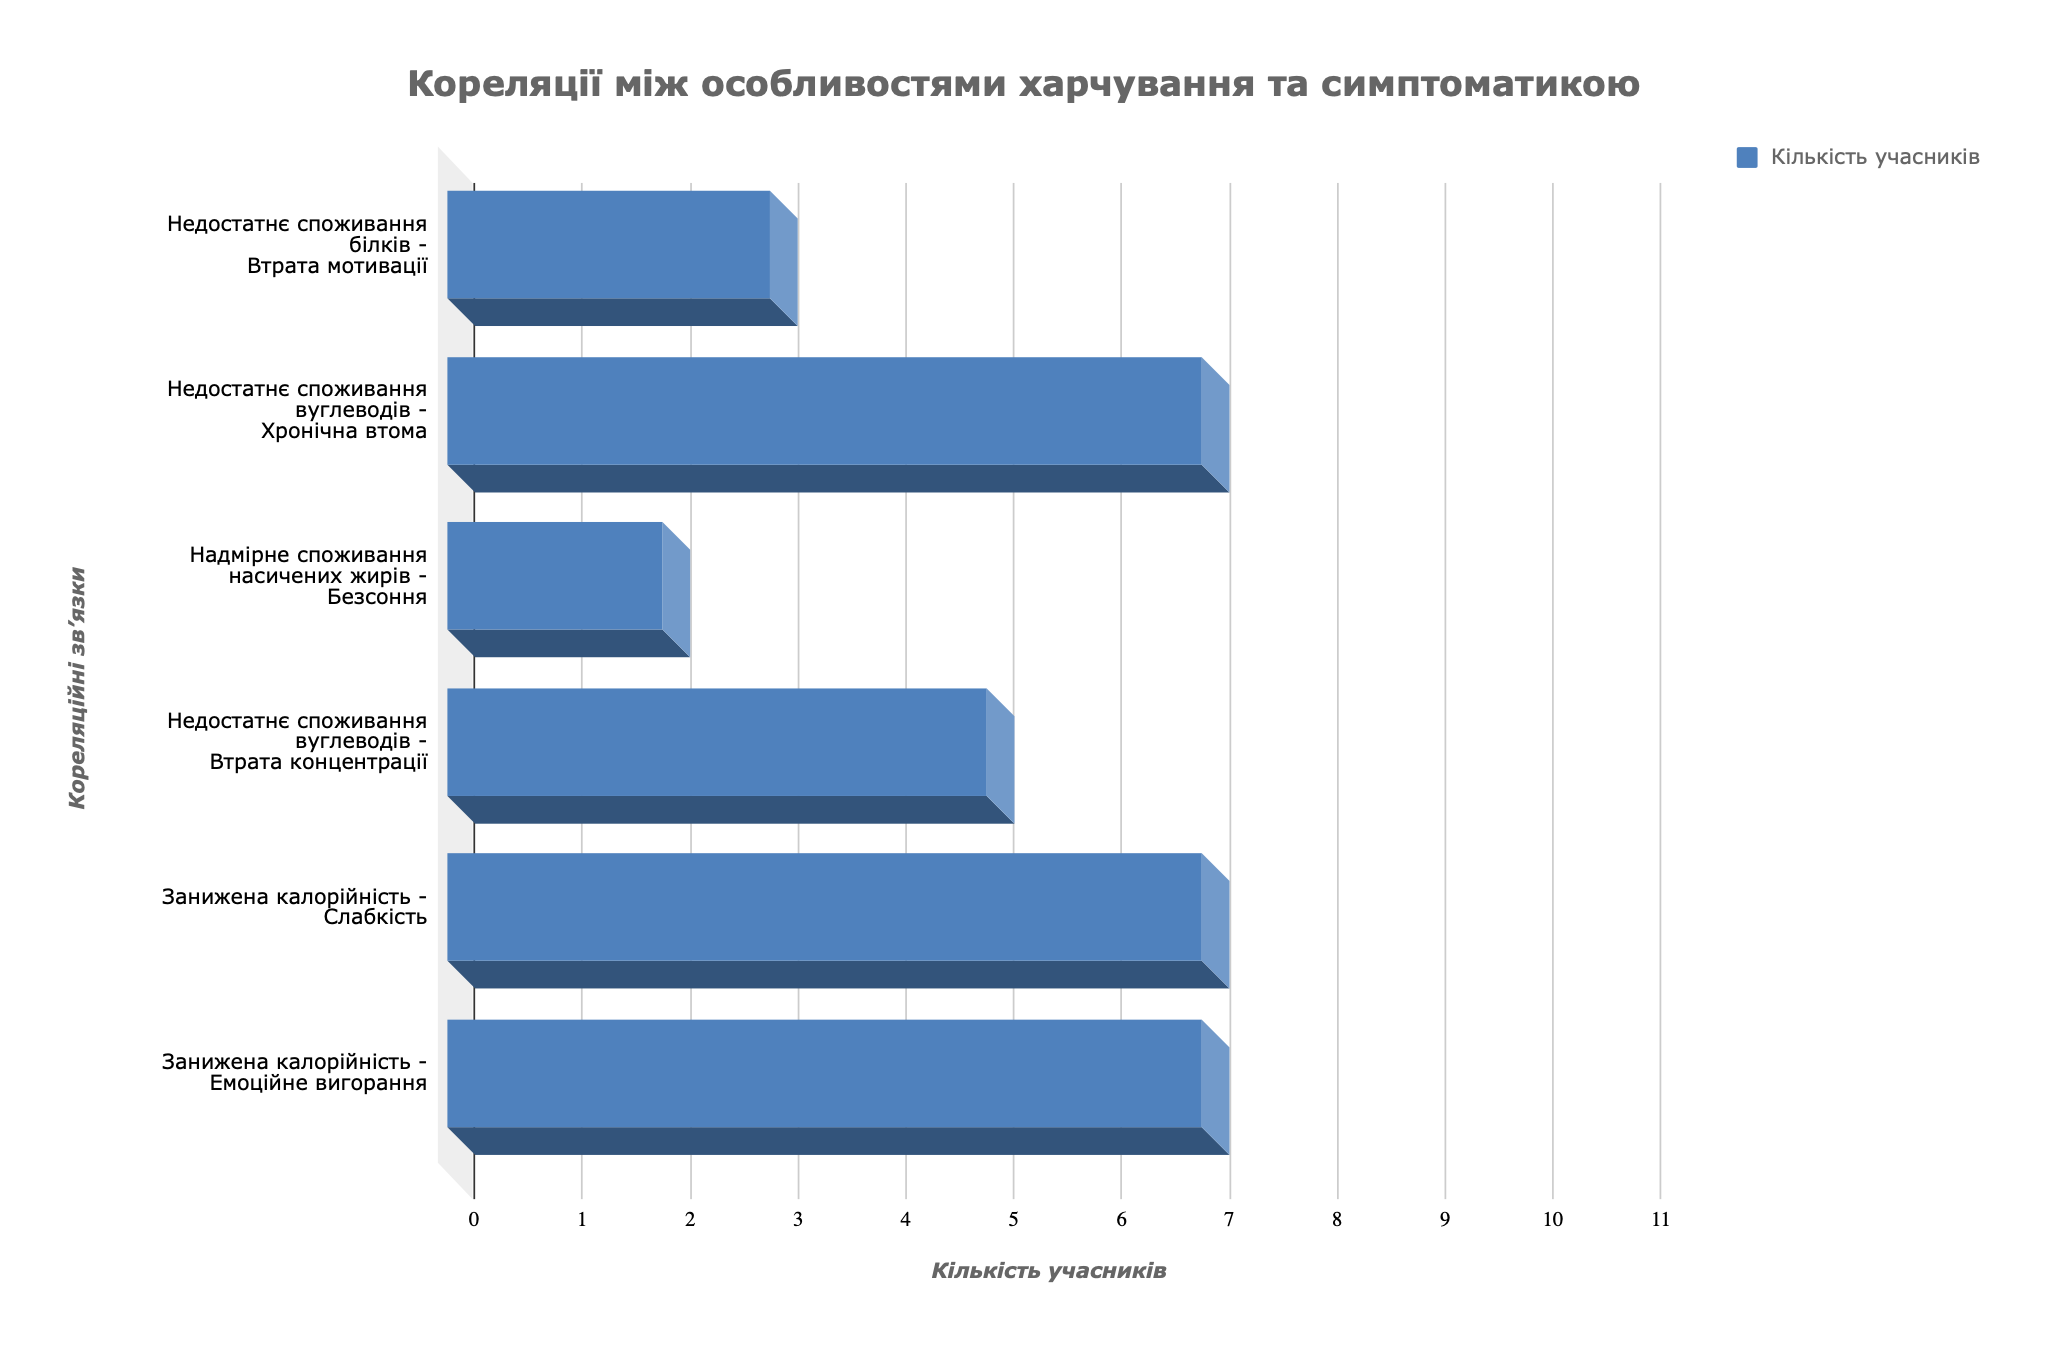 Кореляції між особливостями харчування та симптоматикою
Кількість учасників
Недостатнє споживання
білків -
Втрата мотивації
Недостатнє споживання
вуглеводів -
Хронічна втома
Надмірне споживання
насичених жирів -
Безсоння
Недостатнє споживання
вуглеводів -
Втрата концентрації
Занижена калорійність -
Слабкість
Занижена калорійність -
Емоційне вигорання
Кореляційні зв’язки
0 1 2 3 4 5 6 7 8 9 10 11
Кількість учасників